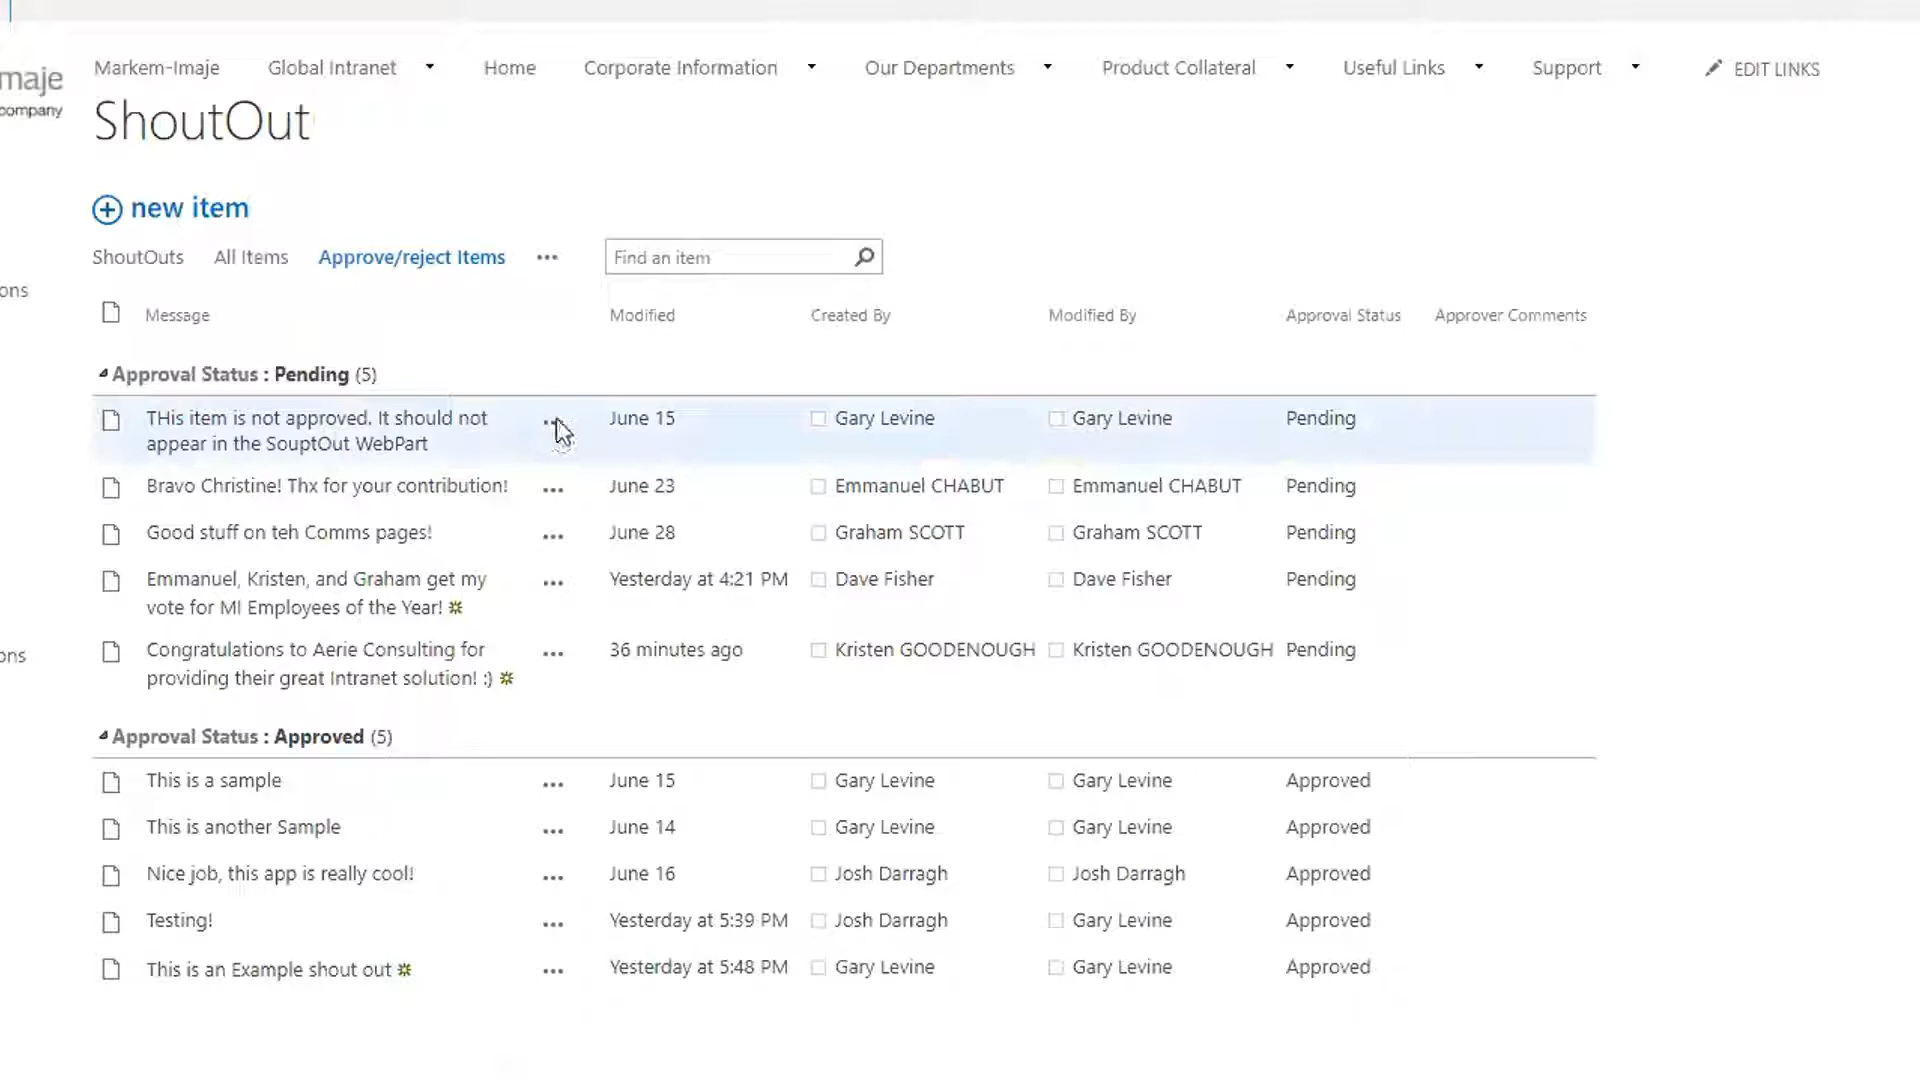 Markem-Imaje Global Intranet Home Corporate Information Our Departments Product Collateral Useful Links Support EDIT LINKS
maje
company
ShoutOut
new item
ShoutOuts All Items Approve/reject Items ••• Find an item
ons
Message Modified Created By Modified By Approval Status Approver Comments
Approval Status : Pending (5)
THis item is not approved. It should not June 15 Gary Levine Gary Levine Pending
appear in the SouptOut WebPart
Bravo Christine! Thx for your contribution! ... June 23 Emmanuel CHABUT Emmanuel CHABUT Pending
Good stuff on teh Comms pages! ... June 28 Graham SCOTT Graham SCOTT Pending
Emmanuel, Kristen, and Graham get my ... Yesterday at 4:21 PM Dave Fisher Dave Fisher Pending
vote for MI Employees of the Year!
Congratulations to Aerie Consulting for ... 36 minutes ago Kristen GOODENOUGH Kristen GOODENOUGH Pending
ons
providing their great Intranet solution! :)
Approval Status : Approved (5)
This is a sample ... June 15 Gary Levine Gary Levine Approved
This is another Sample ... June 14 Gary Levine Gary Levine Approved
Nice job, this app is really cool! ... June 16 Josh Darragh Josh Darragh Approved
Testing! ... Yesterday at 5:39 PM Josh Darragh Gary Levine Approved
This is an Example shout out ... Yesterday at 5:48 PM Gary Levine Gary Levine Approved